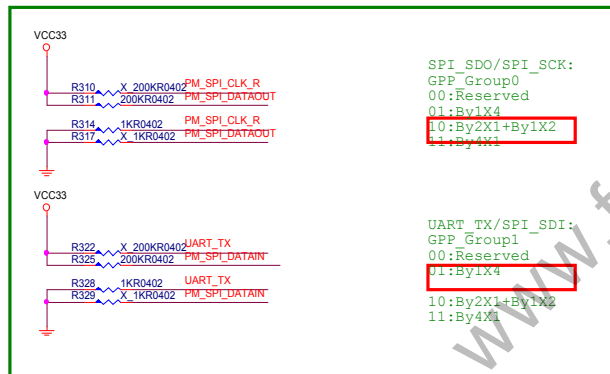 VCC33
R310 X_200KR0402 PM_SPI_CLK_R
R311 200KR0402 PM_SPI_DATAOUT
R314 1KR0402 PM_SPI_CLK_R
R317 X_1KR0402 PM_SPI_DATAOUT
SPI_SDO/SPI_SCK:
GPP_Group0
00:Reserved
01:By1X4
10:By2X1+By1X2
11:By4X1
VCC33
R322 X_200KR0402 UART_TX
R325 200KR0402 PM_SPI_DATAIN
R328 1KR0402 UART_TX
R329 X_1KR0402 PM_SPI_DATAIN
UART_TX/SPI_SDI:
GPP_Group1
00:Reserved
01:By1X4
10:By2X1+By1X2
11:By4X1
www.f